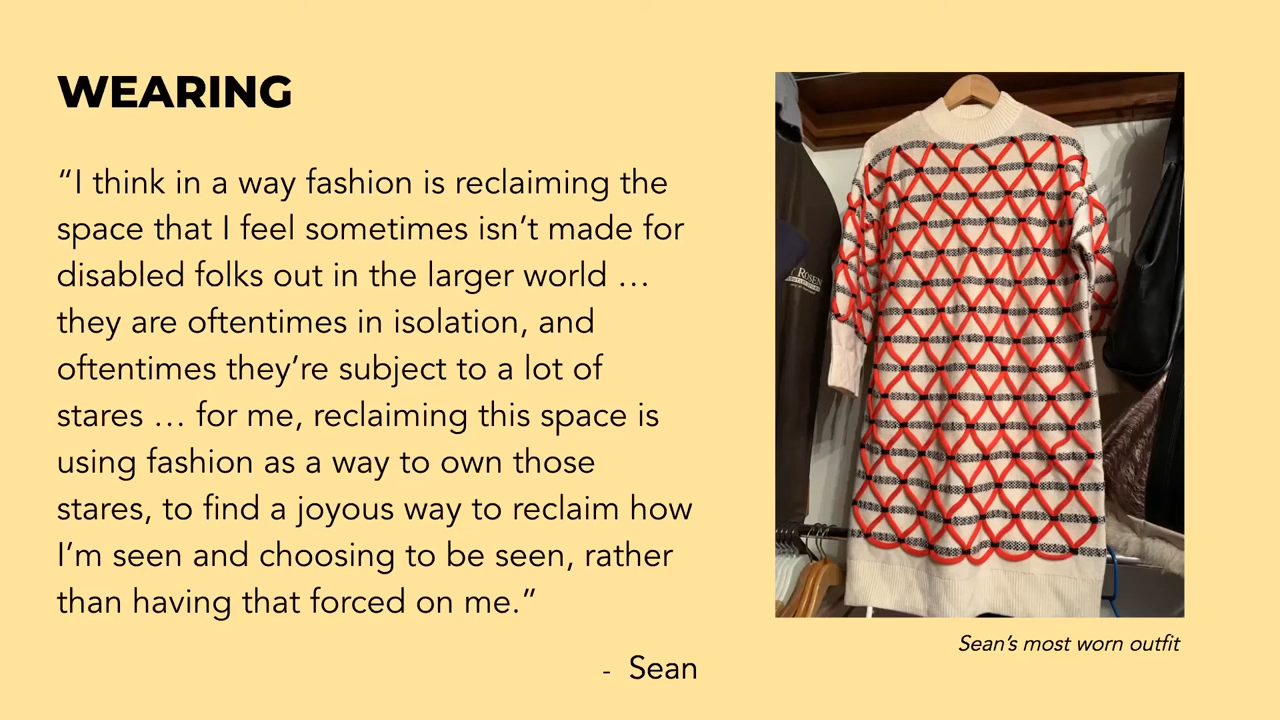 WEARING
“I think in a way fashion is reclaiming the
space that I feel sometimes isn’t made for
disabled folks out in the larger world …
they are oftentimes in isolation, and
oftentimes they’re subject to a lot of
stares … for me, reclaiming this space is
using fashion as a way to own those
stares, to find a joyous way to reclaim how
I’m seen and choosing to be seen, rather
than having that forced on me.”
- Sean
ROSEN
Sean’s most worn outfit